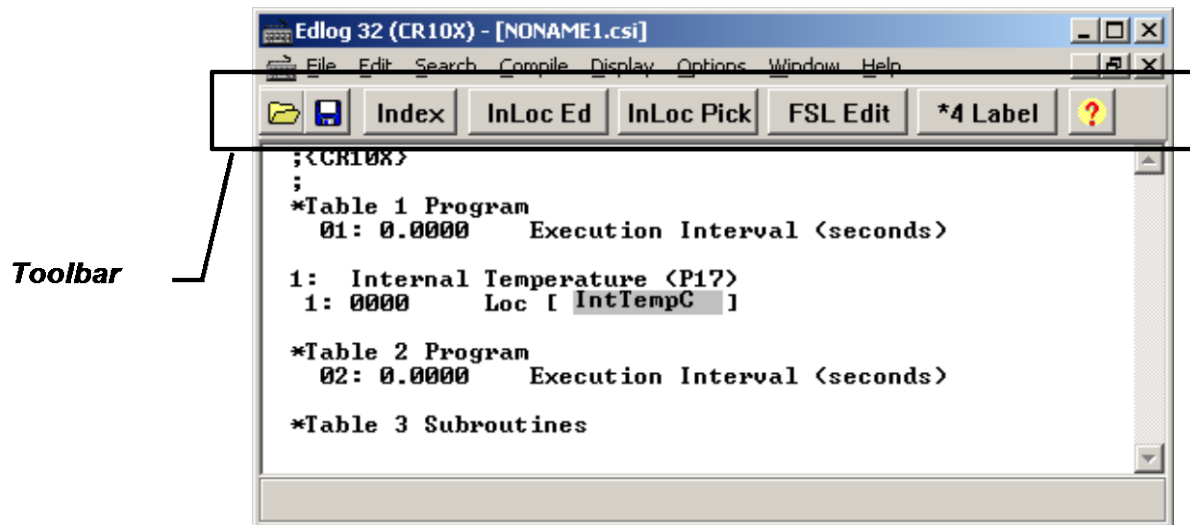 Edlog 32 (CR10X) - [NONAME1.csi]
File Edit Search Compile Display Options Window Help
Index InLoc Ed InLoc Pick FSL Edit *4 Label ?
;{CR10X}
;
*Table 1 Program
01: 0.0000 Execution Interval (seconds)
1: Internal Temperature (P17)
1: 0000 Loc [ IntTempC ]
*Table 2 Program
02: 0.0000 Execution Interval (seconds)
*Table 3 Subroutines
Toolbar